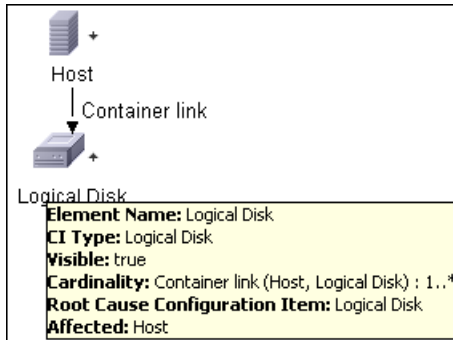 Host
Container link
Logical Disk
Element Name: Logical Disk
CI Type: Logical Disk
Visible: true
Cardinality: Container link (Host, Logical Disk) : 1..*
Root Cause Configuration Item: Logical Disk
Affected: Host